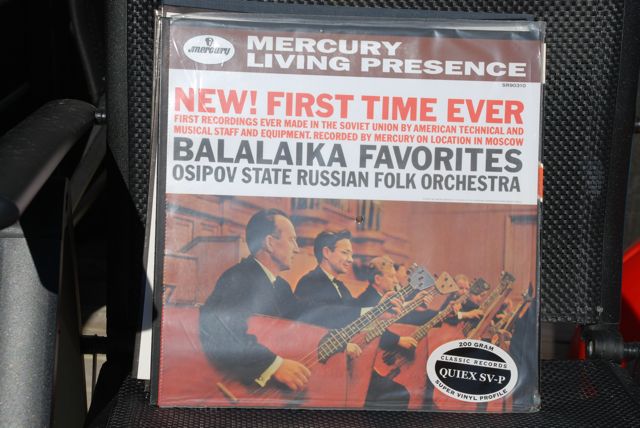 mercury
MERCURY
LIVING PRESENCE
SR90310
NEW! FIRST TIME EVER
FIRST RECORDINGS EVER MADE IN THE SOVIET UNION BY AMERICAN TECHNICAL AND
MUSICAL STAFF AND EQUIPMENT. RECORDED BY MERCURY ON LOCATION IN MOSCOW
BALALAIKA FAVORITES
OSIPOV STATE RUSSIAN FOLK ORCHESTRA
200 GRAM
CLASSIC RECORDS
QUIEX SV-P
SUPER VINYL PROFILE